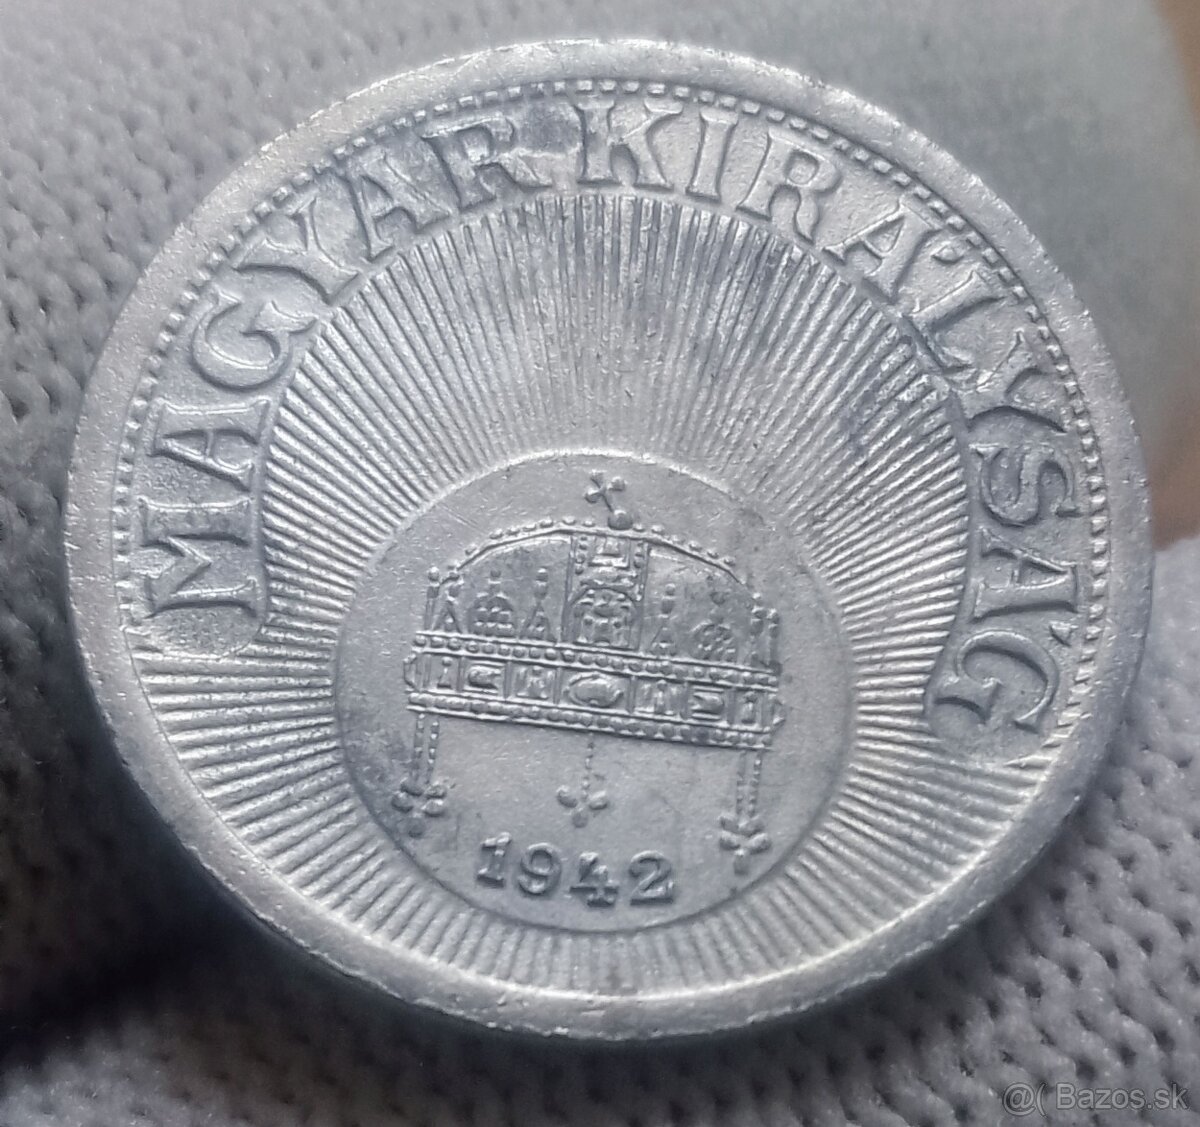 MAGYAR KIRÁLYSÁG
1942
@( Bazos.sk